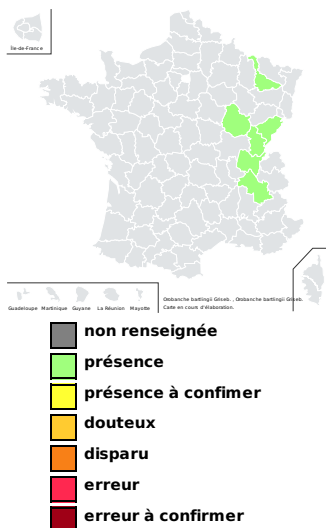 Île-de-France
Orobanche bartlingii Griseb. , Orobanche bartlingii Griseb.
Carte en cours d'élaboration.
Guadeloupe Martinique Guyane La Réunion Mayotte
non renseignée
présence
présence à confimer
douteux
disparu
erreur
erreur à confirmer